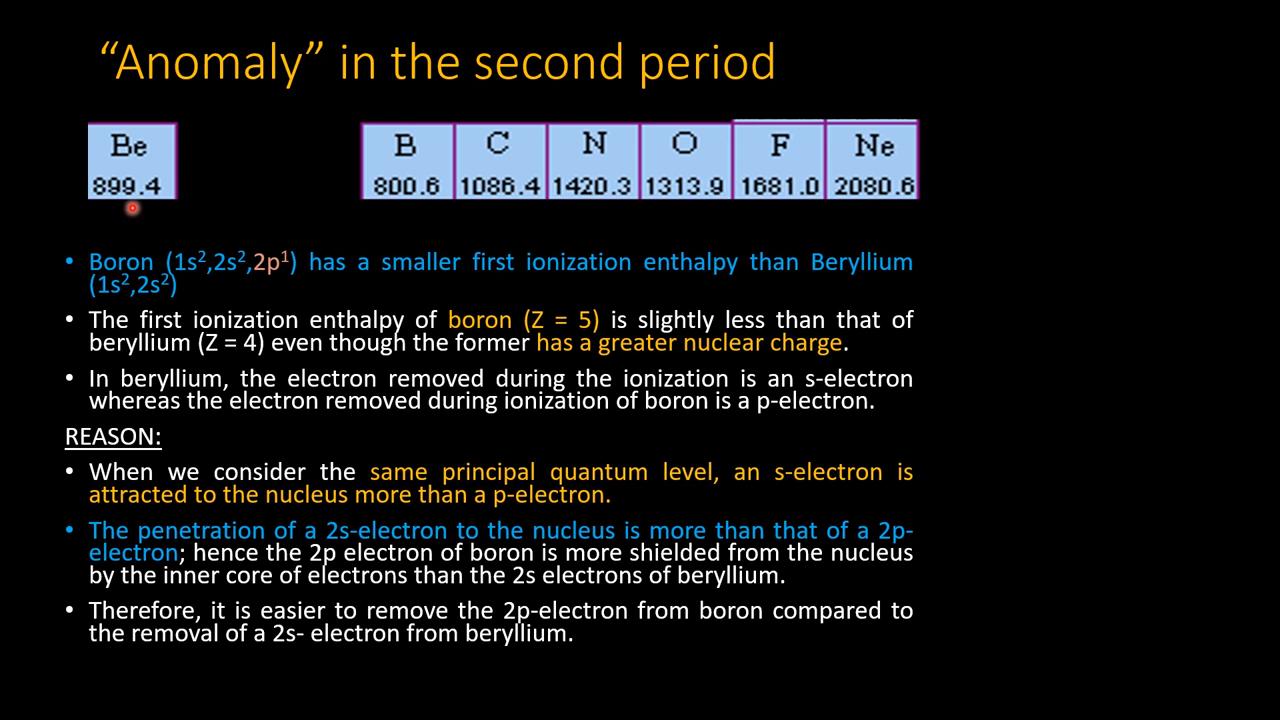 “Anomaly” in the second period
Be B C N O F Ne
899.4 800.6 1086.4 1420.3 1313.9 1681.0 2080.6
• Boron (1s²,2s²,2p¹) has a smaller first ionization enthalpy than Beryllium
(1s²,2s²)
• The first ionization enthalpy of boron (Z = 5) is slightly less than that of
beryllium (Z = 4) even though the former has a greater nuclear charge.
• In beryllium, the electron removed during the ionization is an s-electron
whereas the electron removed during ionization of boron is a p-electron.
REASON:
• When we consider the same principal quantum level, an s-electron is
attracted to the nucleus more than a p-electron.
• The penetration of a 2s-electron to the nucleus is more than that of a 2p-
electron; hence the 2p electron of boron is more shielded from the nucleus
by the inner core of electrons than the 2s electrons of beryllium.
• Therefore, it is easier to remove the 2p-electron from boron compared to
the removal of a 2s- electron from beryllium.